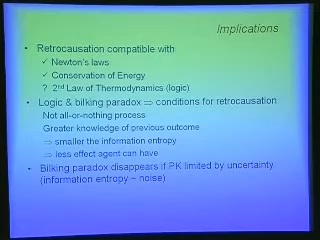 Implications
• Retrocausation compatible with
✓ Newton's laws
✓ Conservation of Energy
? 2nd Law of Thermodynamics (logic)
• Logic & bilking paradox ⇒ conditions for retrocausation
Not all-or-nothing process
Greater knowledge of previous outcome
⇒ smaller the information entropy
⇒ less effect agent can have
• Bilking paradox disappears if PK limited by uncertainty
(information entropy ~ noise)